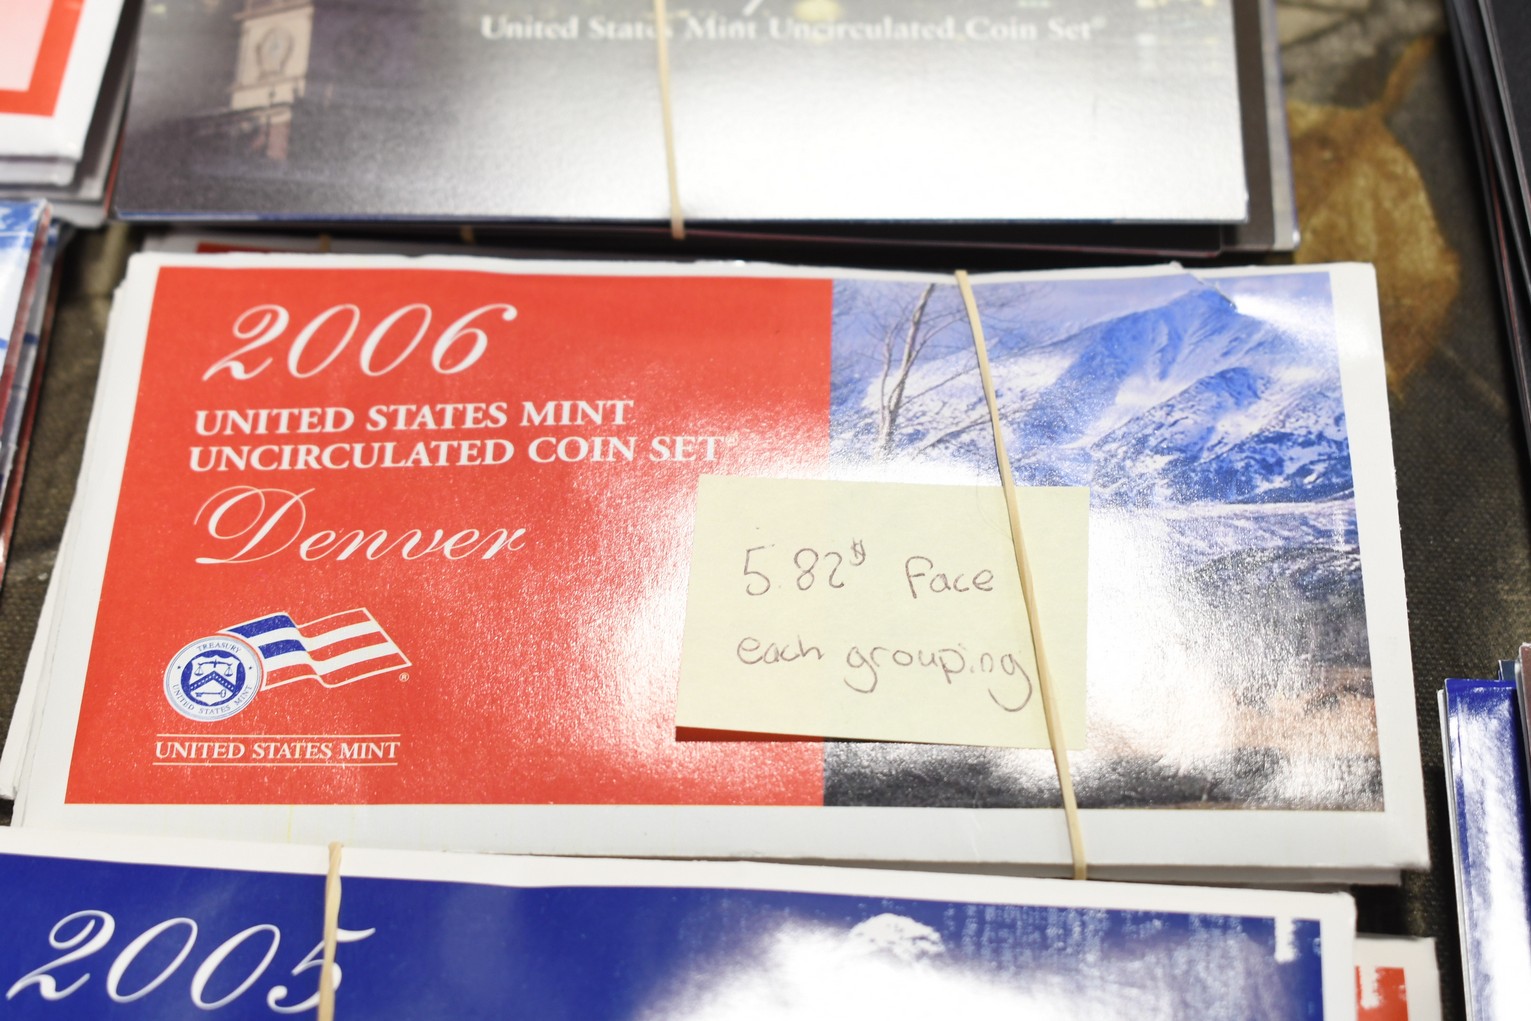 United States Mint Uncirculated Coin Set®
2006
UNITED STATES MINT
UNCIRCULATED COIN SET®
Denver
5.82$ Face
each grouping
TREASURY
UNITED STATES MINT
®
UNITED STATES MINT
2005